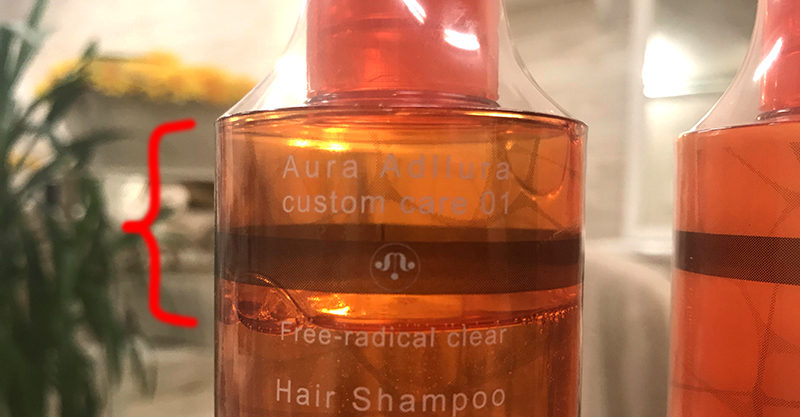 Aura Adllura
custom care 01
Free-radical clear
Hair Shampoo